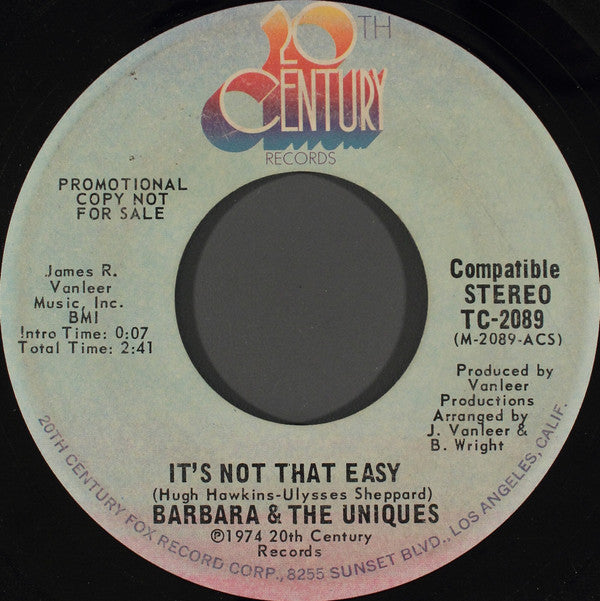 20TH
CENTURY
RECORDS
PROMOTIONAL
COPY NOT
FOR SALE
James R.
Vanleer
Music, Inc.
BMI
Intro Time: 0:07
Total Time: 2:41
Compatible
STEREO
TC-2089
(M-2089-ACS)
Produced by
Vanleer
Productions
Arranged by
J. Vanleer &
B. Wright
IT'S NOT THAT EASY
(Hugh Hawkins-Ulysses Sheppard)
BARBARA & THE UNIQUES
Ⓟ1974 20th Century
Records
20TH CENTURY FOX RECORD CORP., 8255 SUNSET BLVD., LOS ANGELES, CALIF.